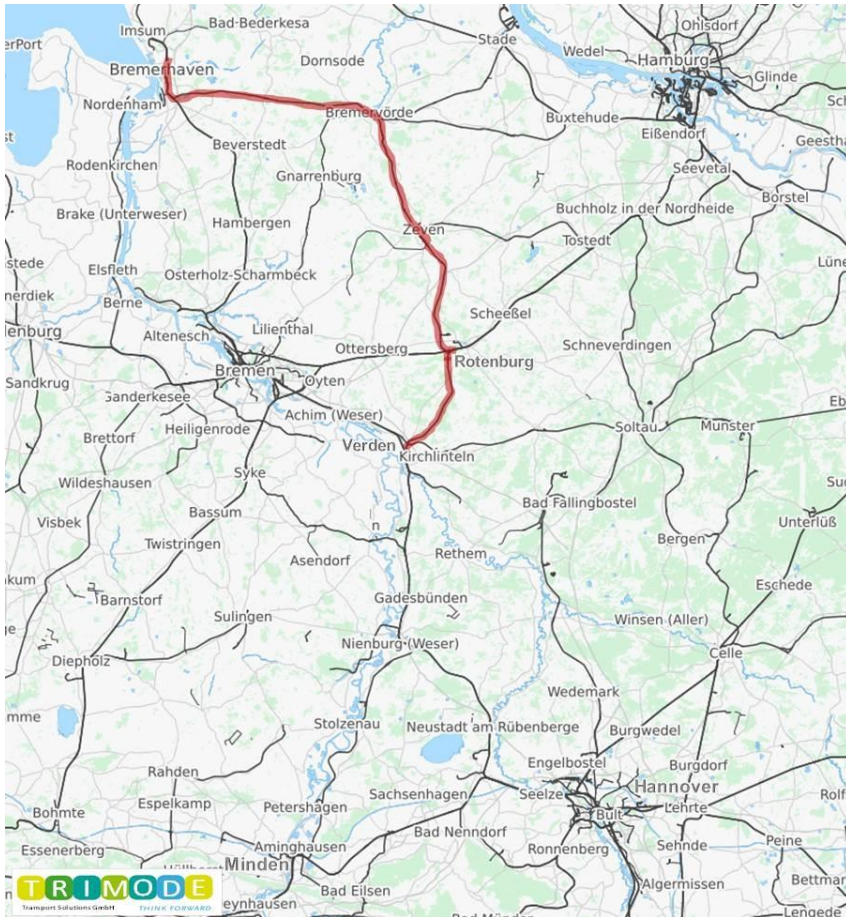 Imsum
Bad-Bederkesa
Ohlsdorf
Stade
Wedel
Hamburg
Dornsode
Bremerhaven
Glinde
Nordenham
Bremervörde
Buxtehude
Eißendorf
Beverstedt
Seevetal
Rodenkirchen
Gnarrenburg
Borstel
Buchholz in der Nordheide
Brake (Unterweser)
Hambergen
Zeven
Tostedt
Elsfleth
Osterholz-Scharmbeck
Berne
Scheeßel
Lilienthal
Altenesch
Ottersberg
Schneverdingen
Rotenburg
Bremen
Oyten
Sandkrug
Ganderkesee
Achim (Weser)
Heiligenrode
Soltau
Munster
Brettorf
Verden
Kirchlinteln
Syke
Wildeshausen
Bad Fallingbostel
Bassum
Visbek
Unterlüß
Twistringen
Bergen
Rethem
Asendorf
Eschede
Barnstorf
Gadesbünden
Sulingen
Winsen (Aller)
Nienburg (Weser)
Celle
Diepholz
Wedemark
Stolzenau
Neustadt am Rübenberge
Burgwedel
Engelbostel
Burgdorf
Rahden
Hannover
Sachsenhagen
Seelze
Espelkamp
Petershagen
Lehrte
Bohmte
Bult
Bad Nenndorf
Peine
Essenerberg
Aminghausen
Ronnenberg
Sehnde
Minden
Algermissen
Bad Eilsen
TRIMODE
Transport Solutions GmbH THINK FORWARD